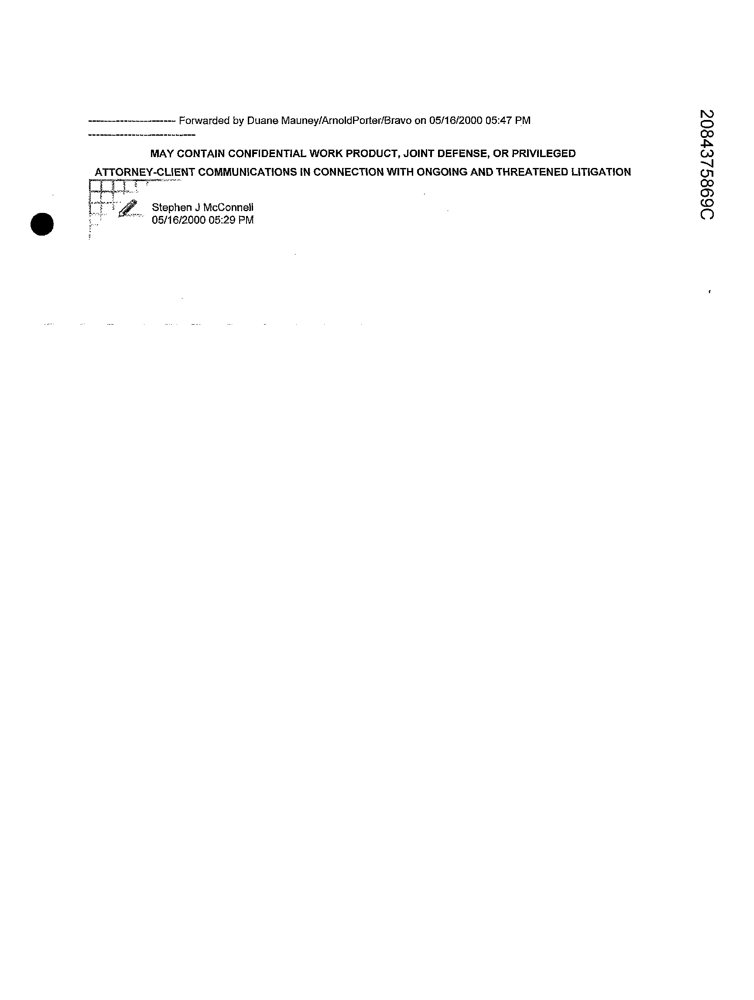 ---------------------- Forwarded by Duane Mauney/ArnoldPorter/Bravo on 05/16/2000 05:47 PM
---------------------------
MAY CONTAIN CONFIDENTIAL WORK PRODUCT, JOINT DEFENSE, OR PRIVILEGED
ATTORNEY-CLIENT COMMUNICATIONS IN CONNECTION WITH ONGOING AND THREATENED LITIGATION
Stephen J McConnell
05/16/2000 05:29 PM
2084375869C